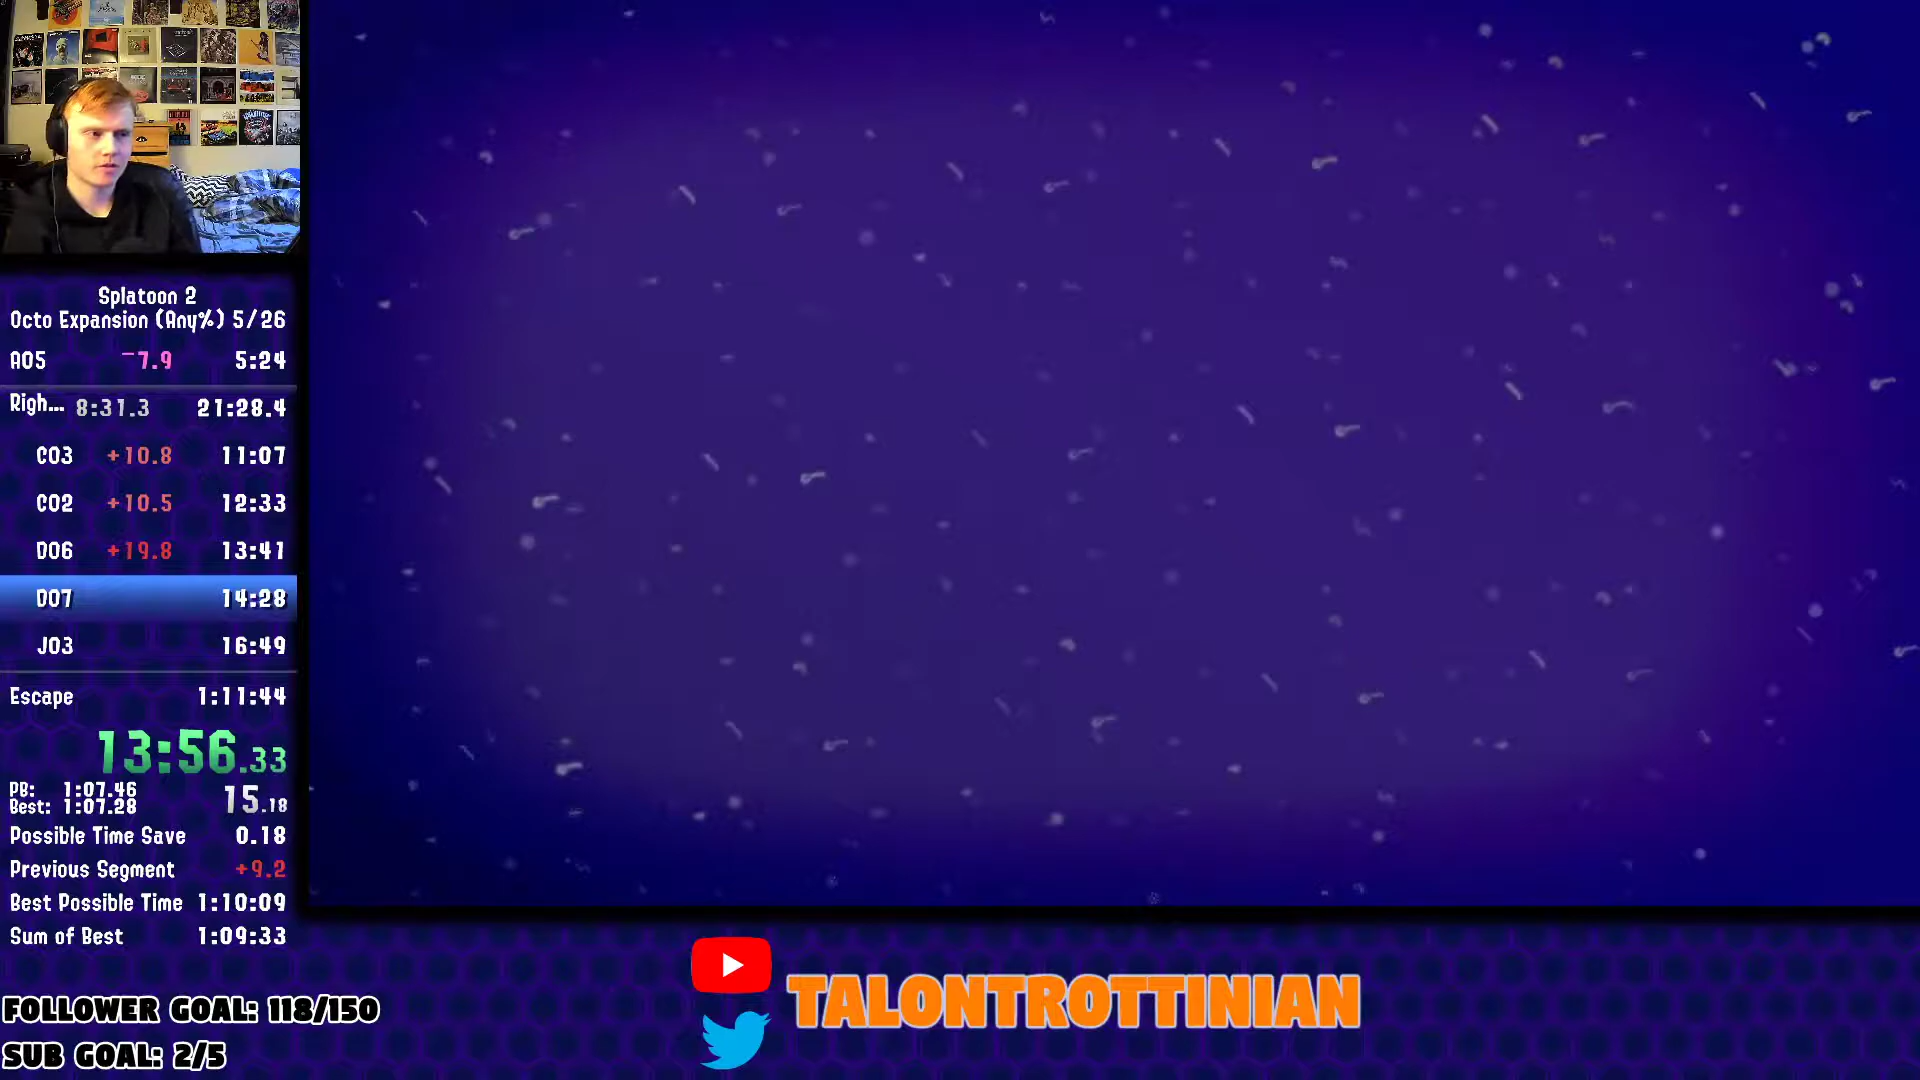 Splatoon 2
Octo Expansion (Any%) 5/26
A05 -7.9 5:24
Righ... 8:31.3 21:28.4
C03 +10.8 11:07
C02 +10.5 12:33
D06 +19.8 13:41
D07 14:28
J03 16:49
Escape 1:11:44
13:56.33
PB: 1:07.46
Best: 1:07.28
15.18
Possible Time Save 0.18
Previous Segment +9.2
Best Possible Time 1:10:09
Sum of Best 1:09:33
FOLLOWER GOAL: 118/150
SUB GOAL: 2/5
TALONTROTTINIAN